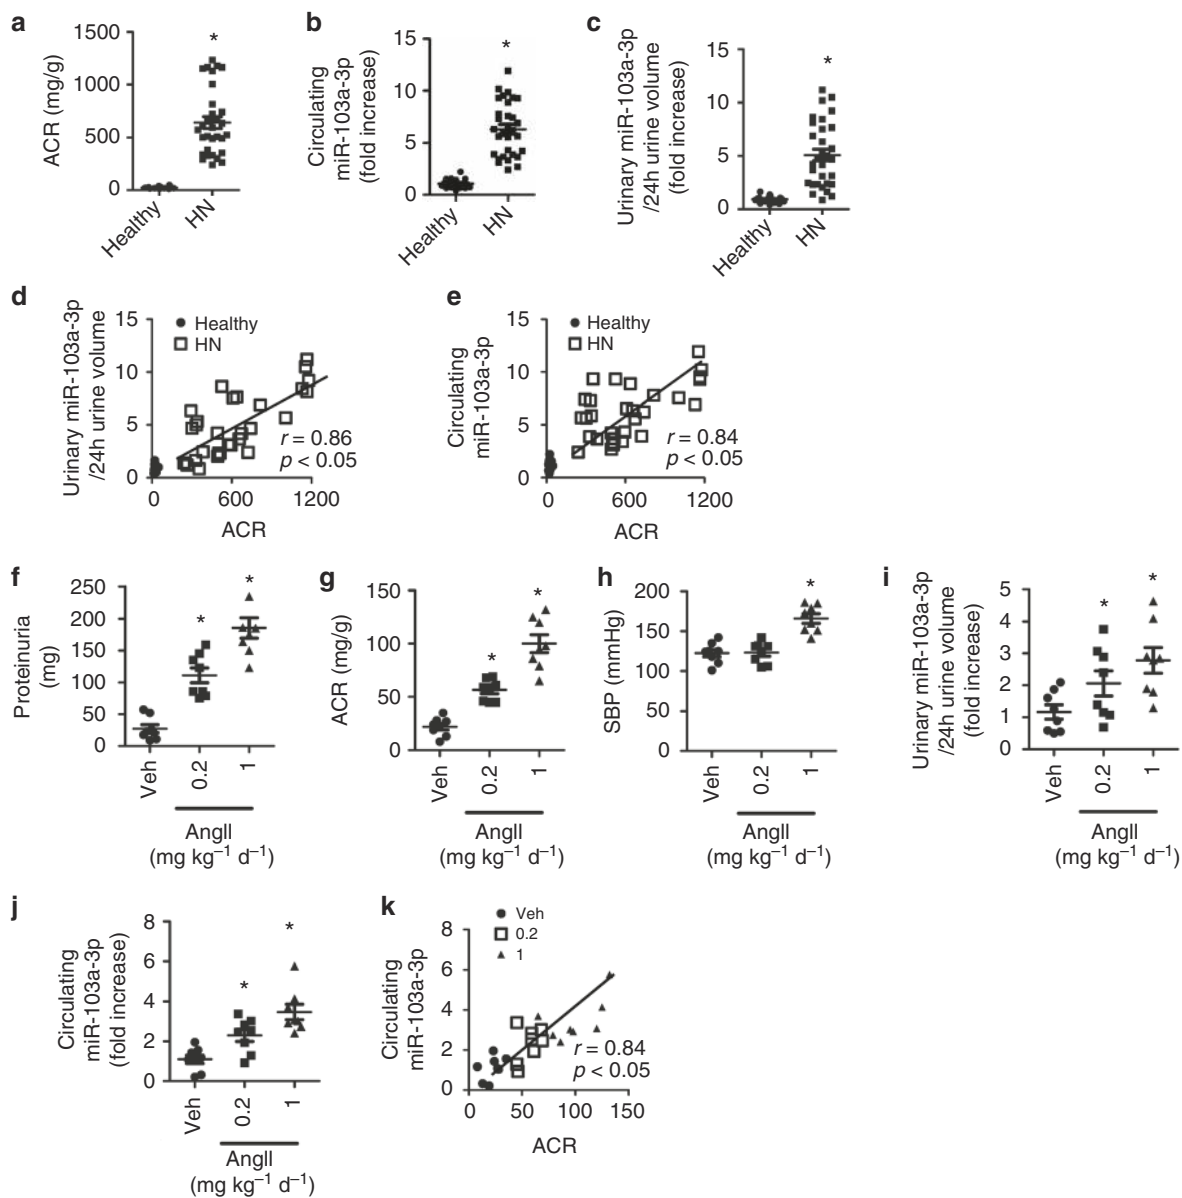 a
ACR (mg/g)
1500
1000
500
0
*
Healthy
HN
b
Circulating
miR-103a-3p
(fold increase)
15
10
5
0
*
Healthy
HN
c
Urinary miR-103a-3p
/24h urine volume
(fold increase)
15
10
5
0
*
Healthy
HN
d
Urinary miR-103a-3p
/24h urine volume
15
10
5
0
Healthy
HN
r = 0.86
p < 0.05
0 600 1200
ACR
e
Circulating
miR-103a-3p
15
10
5
0
Healthy
HN
r = 0.84
p < 0.05
0 600 1200
ACR
f
Proteinuria
(mg)
250
200
150
100
50
0
*
*
Veh 0.2 1
AngII
(mg kg⁻¹ d⁻¹)
g
ACR (mg/g)
150
100
50
0
*
*
Veh 0.2 1
AngII
(mg kg⁻¹ d⁻¹)
h
SBP (mmHg)
200
150
100
50
0
*
Veh 0.2 1
AngII
(mg kg⁻¹ d⁻¹)
i
Urinary miR-103a-3p
/24h urine volume
(fold increase)
5
4
3
2
1
0
*
*
Veh 0.2 1
AngII
(mg kg⁻¹ d⁻¹)
j
Circulating
miR-103a-3p
(fold increase)
8
6
4
2
0
*
*
Veh 0.2 1
AngII
(mg kg⁻¹ d⁻¹)
k
Circulating
miR-103a-3p
8
6
4
2
0
Veh
0.2
1
r = 0.84
p < 0.05
0 50 100 150
ACR